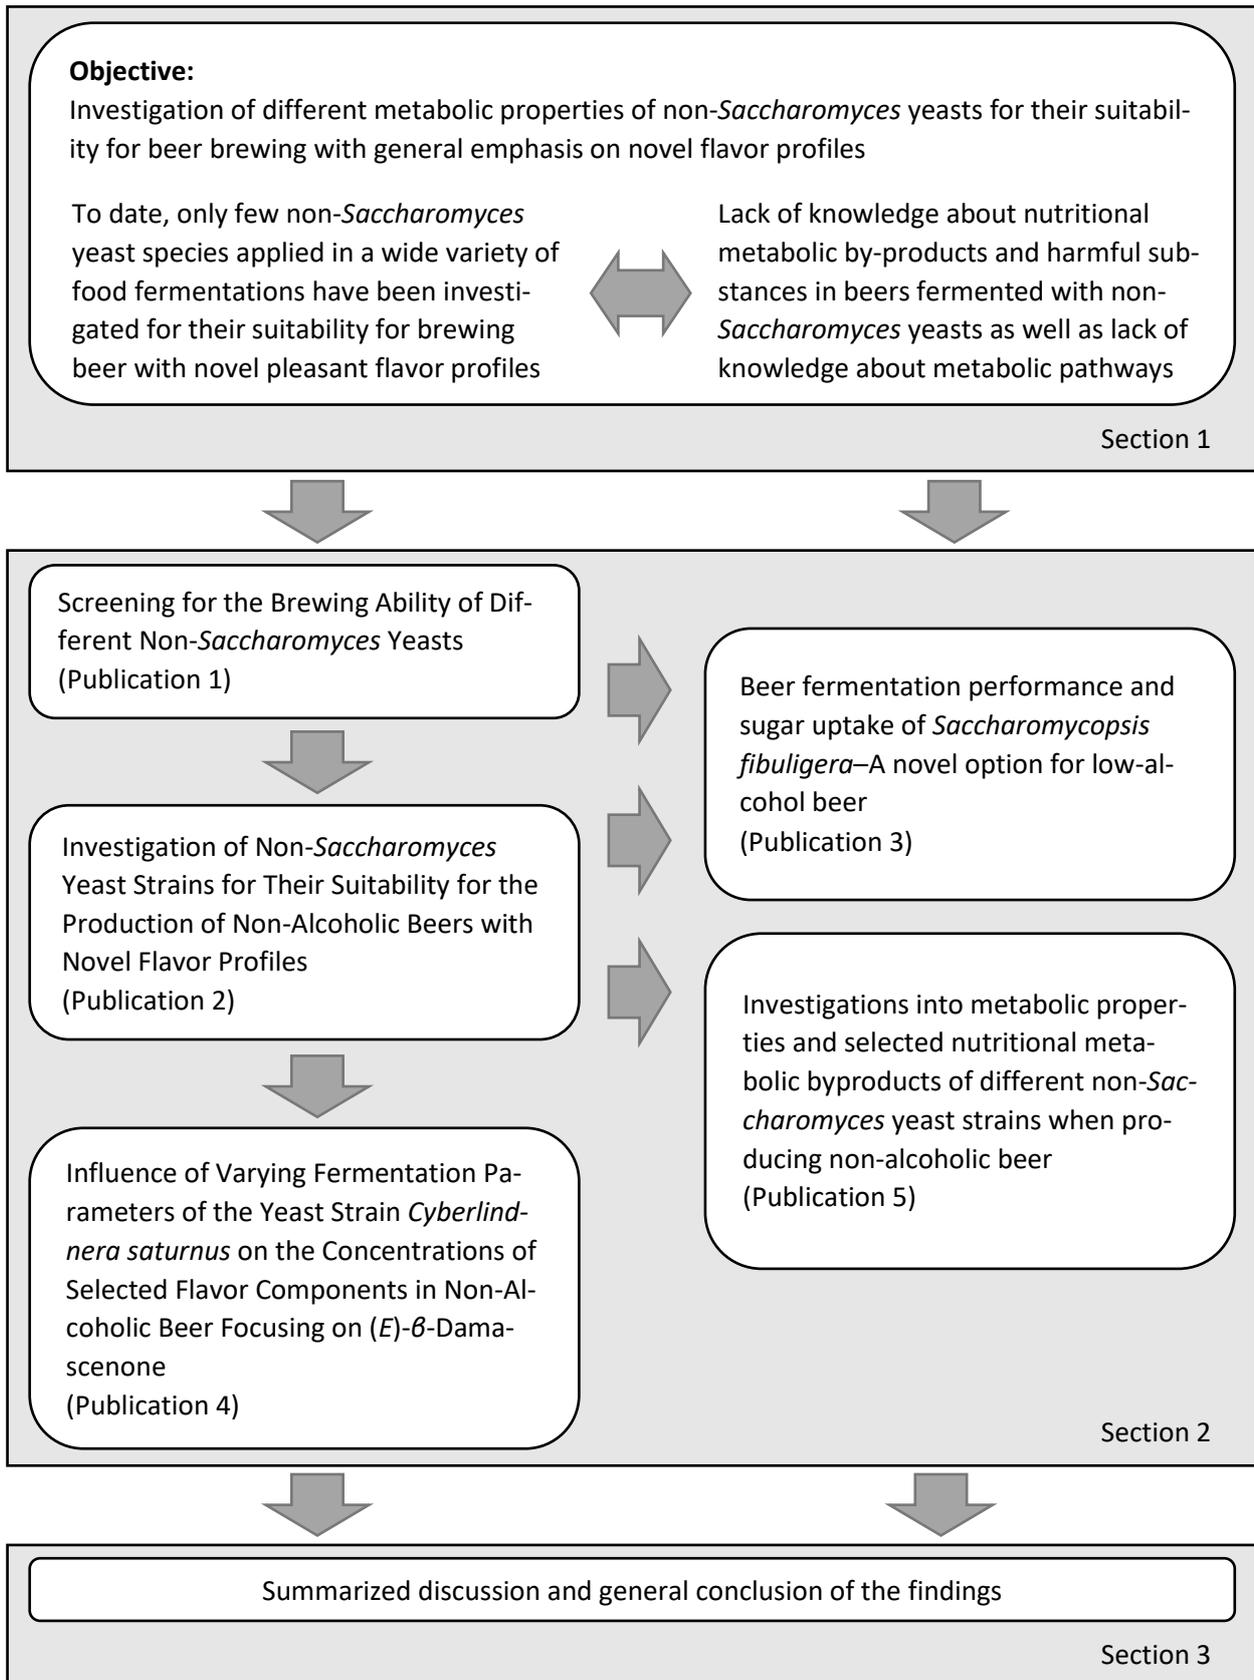 Objective:
Investigation of different metabolic properties of non-Saccharomyces yeasts for their suitabil-
ity for beer brewing with general emphasis on novel flavor profiles
To date, only few non-Saccharomyces
yeast species applied in a wide variety of
food fermentations have been investi-
gated for their suitability for brewing
beer with novel pleasant flavor profiles
Lack of knowledge about nutritional
metabolic by-products and harmful sub-
stances in beers fermented with non-
Saccharomyces yeasts as well as lack of
knowledge about metabolic pathways
Section 1
Screening for the Brewing Ability of Dif-
ferent Non-Saccharomyces Yeasts
(Publication 1)
Investigation of Non-Saccharomyces
Yeast Strains for Their Suitability for the
Production of Non-Alcoholic Beers with
Novel Flavor Profiles
(Publication 2)
Beer fermentation performance and
sugar uptake of Saccharomycopsis
fibuligera–A novel option for low-al-
cohol beer
(Publication 3)
Influence of Varying Fermentation Pa-
rameters of the Yeast Strain Cyberlind-
nera saturnus on the Concentrations of
Selected Flavor Components in Non-Al-
coholic Beer Focusing on (E)-β-Dama-
scenone
(Publication 4)
Investigations into metabolic proper-
ties and selected nutritional meta-
bolic byproducts of different non-Sac-
charomyces yeast strains when pro-
ducing non-alcoholic beer
(Publication 5)
Section 2
Summarized discussion and general conclusion of the findings
Section 3